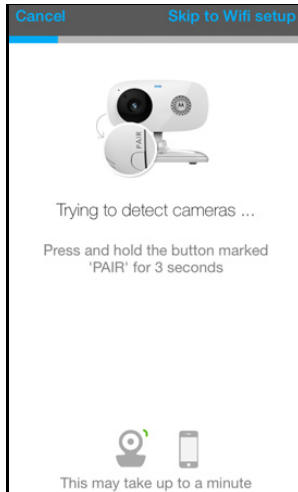 Cancel Skip to Wifi setup
PAIR
Trying to detect cameras ...
Press and hold the button marked
'PAIR' for 3 seconds
This may take up to a minute